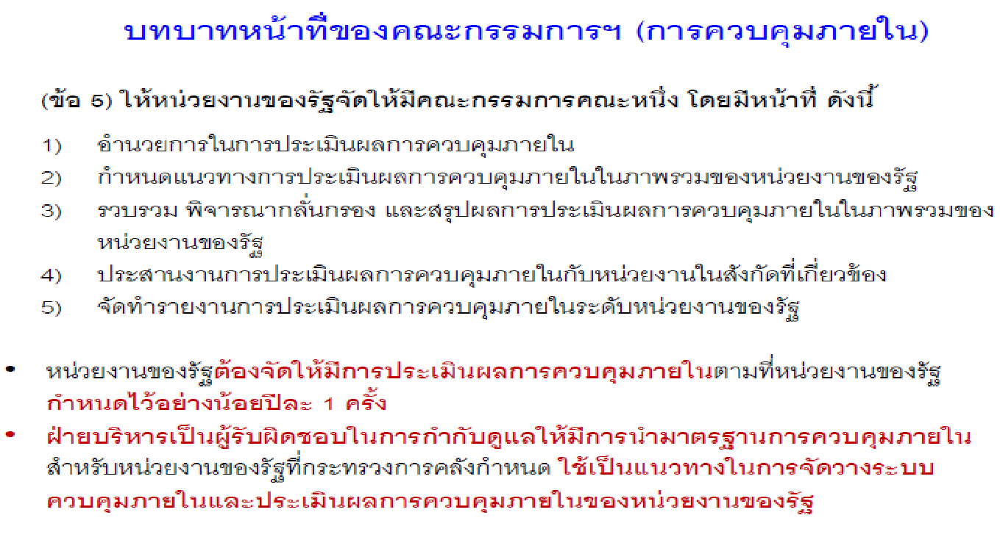 บทบาทหน้าที่ของคณะกรรมการฯ (การควบคุมภายใน)
(ข้อ 5) ให้หน่วยงานของรัฐจัดให้มีคณะกรรมการคณะหนึ่ง โดยมีหน้าที่ ดังนี้
1) อำนวยการในการประเมินผลการควบคุมภายใน
2) กำหนดแนวทางการประเมินผลการควบคุมภายในในภาพรวมของหน่วยงานของรัฐ
3) รวบรวม พิจารณากลั่นกรอง และสรุปผลการประเมินผลการควบคุมภายในในภาพรวมของ
หน่วยงานของรัฐ
4) ประสานงานการประเมินผลการควบคุมภายในกับหน่วยงานในสังกัดที่เกี่ยวข้อง
5) จัดทำรายงานการประเมินผลการควบคุมภายในระดับหน่วยงานของรัฐ
• หน่วยงานของรัฐต้องจัดให้มีการประเมินผลการควบคุมภายในตามที่หน่วยงานของรัฐ
กำหนดไว้อย่างน้อยปีละ 1 ครั้ง
• ฝ่ายบริหารเป็นผู้รับผิดชอบในการกำกับดูแลให้มีการนำมาตรฐานการควบคุมภายใน
สำหรับหน่วยงานของรัฐที่กระทรวงการคลังกำหนด ใช้เป็นแนวทางในการจัดวางระบบ
ควบคุมภายในและประเมินผลการควบคุมภายในของหน่วยงานของรัฐ